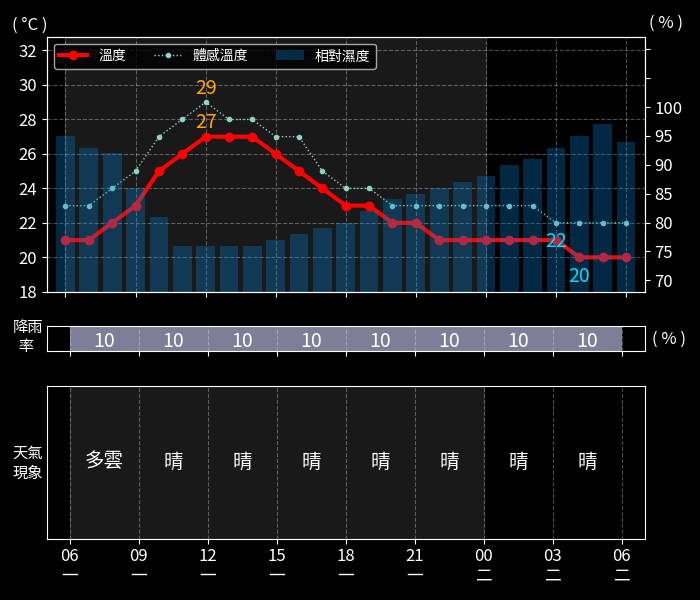 ( °C )
( % )
溫度 體感溫度 相對濕度
32
30
28
26
24
22
20
18
100
95
90
85
80
75
70
29
27
22
20
降雨
率
10 10 10 10 10 10 10 10
( % )
天氣
現象
多雲 晴 晴 晴 晴 晴 晴 晴
06 09 12 15 18 21 00 03 06
一 一 一 一 一 一 二 二 二